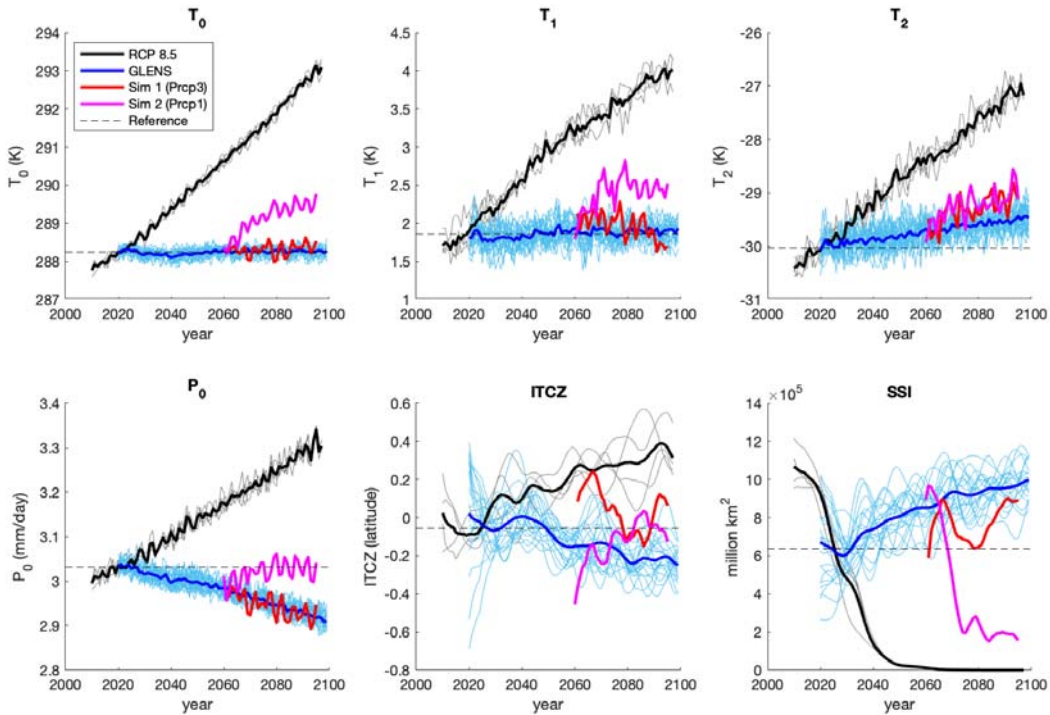 T0
T0 (K)
294
293
292
291
290
289
288
287
RCP 8.5
GLENS
Sim 1 (Prcp3)
Sim 2 (Prcp1)
Reference
2000 2020 2040 2060 2080 2100
year
T1
T1 (K)
4.5
4
3.5
3
2.5
2
1.5
1
2000 2020 2040 2060 2080 2100
year
T2
T2 (K)
-26
-27
-28
-29
-30
-31
2000 2020 2040 2060 2080 2100
year
P0
P0 (mm/day)
3.4
3.3
3.2
3.1
3
2.9
2.8
2000 2020 2040 2060 2080 2100
year
ITCZ
ITCZ (latitude)
0.6
0.4
0.2
0
-0.2
-0.4
-0.6
-0.8
2000 2020 2040 2060 2080 2100
year
SSI
× 10^5
million km²
14
12
10
8
6
4
2
0
2000 2020 2040 2060 2080 2100
year